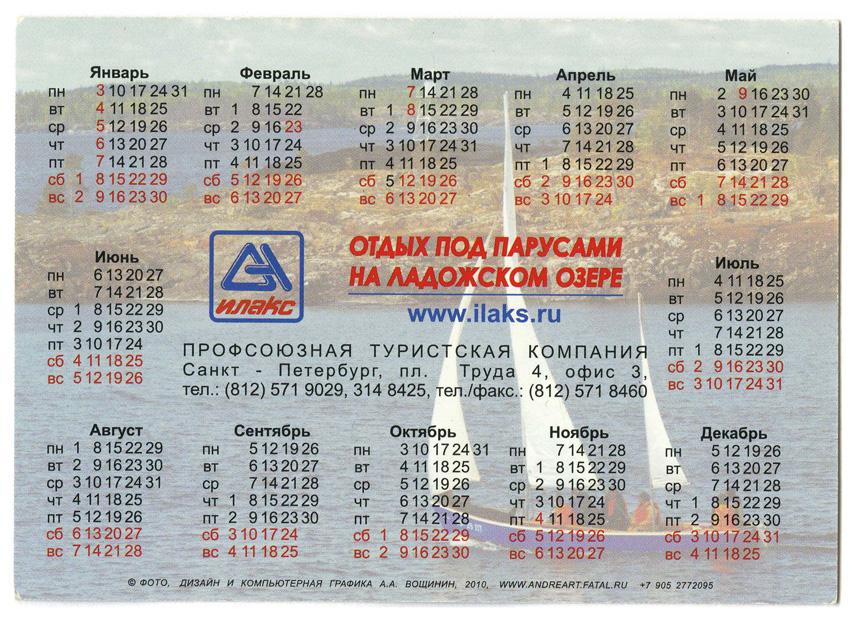 Январь
пн 3 10 17 24 31
вт 4 11 18 25
ср 5 12 19 26
чт 6 13 20 27
пт 7 14 21 28
сб 1 8 15 22 29
вс 2 9 16 23 30
Февраль
пн 7 14 21 28
вт 1 8 15 22
ср 2 9 16 23
чт 3 10 17 24
пт 4 11 18 25
сб 5 12 19 26
вс 6 13 20 27
Март
пн 7 14 21 28
вт 1 8 15 22 29
ср 2 9 16 23 30
чт 3 10 17 24 31
пт 4 11 18 25
сб 5 12 19 26
вс 6 13 20 27
Апрель
пн 4 11 18 25
вт 5 12 19 26
ср 6 13 20 27
чт 7 14 21 28
пт 1 8 15 22 29
сб 2 9 16 23 30
вс 3 10 17 24
Май
пн 2 9 16 23 30
вт 3 10 17 24 31
ср 4 11 18 25
чт 5 12 19 26
пт 6 13 20 27
сб 7 14 21 28
вс 1 8 15 22 29
Июнь
пн 6 13 20 27
вт 7 14 21 28
ср 1 8 15 22 29
чт 2 9 16 23 30
пт 3 10 17 24
сб 4 11 18 25
вс 5 12 19 26
илакс
ОТДЫХ ПОД ПАРУСАМИ
НА ЛАДОЖСКОМ ОЗЕРЕ
www.ilaks.ru
ПРОФСОЮЗНАЯ ТУРИСТСКАЯ КОМПАНИЯ
Санкт - Петербург, пл. Труда 4, офис 3,
тел.: (812) 571 9029, 314 8425, тел./факс.: (812) 571 8460
Июль
пн 4 11 18 25
вт 5 12 19 26
ср 6 13 20 27
чт 7 14 21 28
пт 1 8 15 22 29
сб 2 9 16 23 30
вс 3 10 17 24 31
Август
пн 1 8 15 22 29
вт 2 9 16 23 30
ср 3 10 17 24 31
чт 4 11 18 25
пт 5 12 19 26
сб 6 13 20 27
вс 7 14 21 28
Сентябрь
пн 5 12 19 26
вт 6 13 20 27
ср 7 14 21 28
чт 1 8 15 22 29
пт 2 9 16 23 30
сб 3 10 17 24
вс 4 11 18 25
Октябрь
пн 3 10 17 24 31
вт 4 11 18 25
ср 5 12 19 26
чт 6 13 20 27
пт 7 14 21 28
сб 1 8 15 22 29
вс 2 9 16 23 30
Ноябрь
пн 7 14 21 28
вт 1 8 15 22 29
ср 2 9 16 23 30
чт 3 10 17 24
пт 4 11 18 25
сб 5 12 19 26
вс 6 13 20 27
Декабрь
пн 5 12 19 26
вт 6 13 20 27
ср 7 14 21 28
чт 1 8 15 22 29
пт 2 9 16 23 30
сб 3 10 17 24 31
вс 4 11 18 25
© ФОТО, ДИЗАЙН И КОМПЬЮТЕРНАЯ ГРАФИКА А.А. ВОЩИНИН, 2010, WWW.ANDREART.FATAL.RU +7 905 2772095